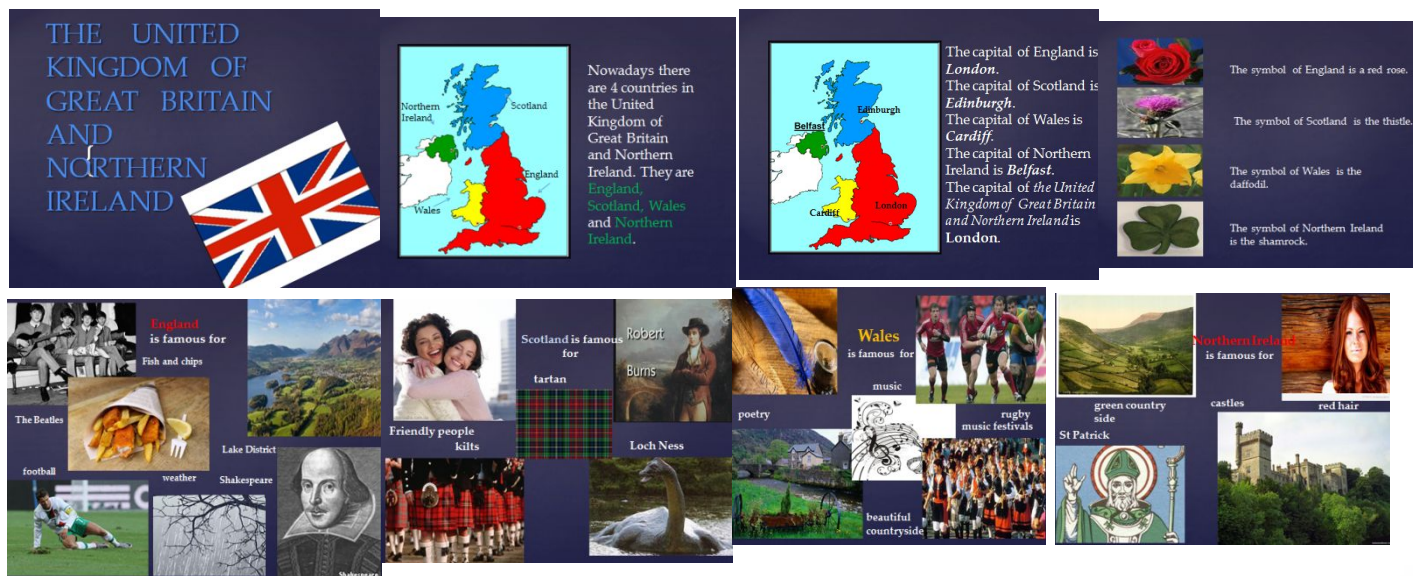 THE UNITED
KINGDOM OF
GREAT BRITAIN
AND
NORTHERN
IRELAND
Nowadays there
are 4 countries in
the United
Kingdom of
Great Britain
and Northern
Ireland. They are
England,
Scotland, Wales
and Northern
Ireland.
Northern
Ireland
Scotland
England
Wales
The capital of England is
London.
The capital of Scotland is
Edinburgh.
The capital of Wales is
Cardiff.
The capital of Northern
Ireland is Belfast.
The capital of the United
Kingdom of Great Britain
and Northern Ireland is
London.
Edinburgh
Belfast
Cardiff
London
The symbol of England is a red rose.
The symbol of Scotland is the thistle.
The symbol of Wales is the
daffodil.
The symbol of Northern Ireland
is the shamrock.
England
is famous for
Fish and chips
The Beatles
Lake District
football
weather
Shakespeare
Shakespeare
Scotland is famous
for
Robert
Burns
tartan
Friendly people
kilts
Loch Ness
Wales
is famous for
music
poetry
rugby
music festivals
beautiful
countryside
Northern Ireland
is famous for
green country
side
castles
red hair
St Patrick